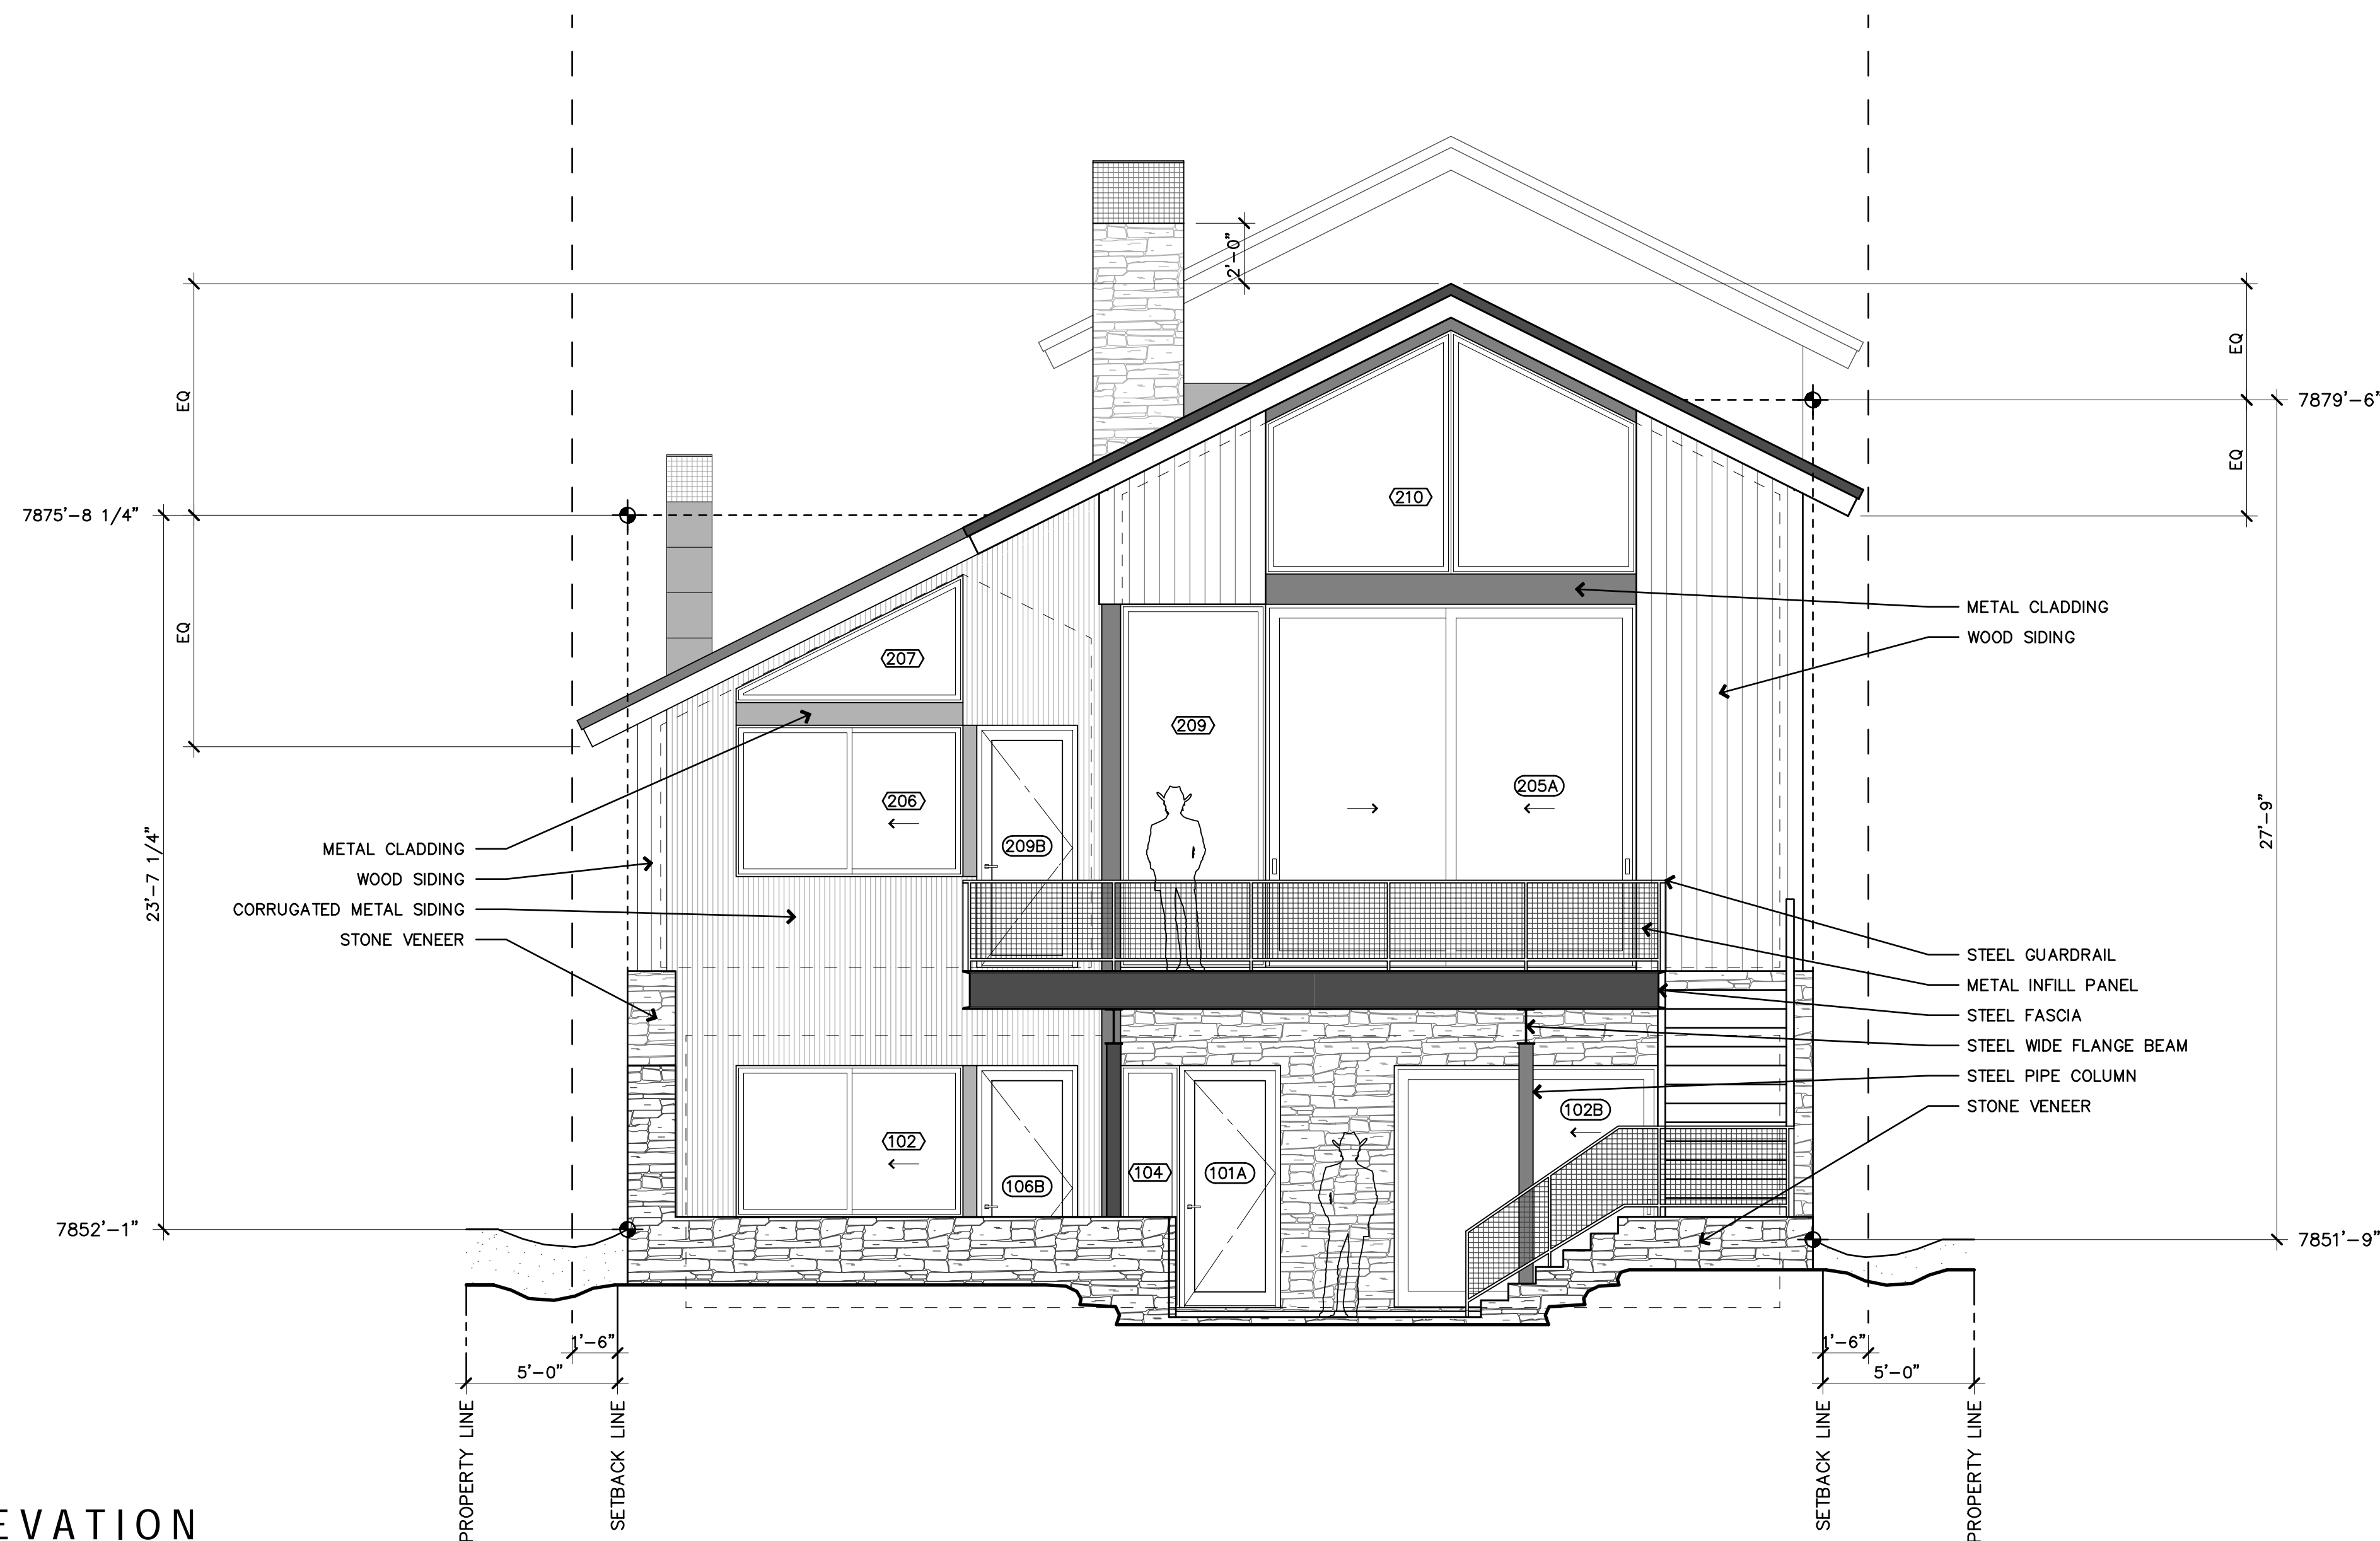 2'-0"
EQ
EQ
7879'-6"
210
EQ
7875'-8 1/4"
METAL CLADDING
WOOD SIDING
EQ
207
209
206
205A
23'-7 1/4"
27'-9"
209B
METAL CLADDING
WOOD SIDING
CORRUGATED METAL SIDING
STONE VENEER
STEEL GUARDRAIL
METAL INFILL PANEL
STEEL FASCIA
STEEL WIDE FLANGE BEAM
STEEL PIPE COLUMN
STONE VENEER
102
102B
104
101A
106B
7852'-1"
7851'-9"
1'-6"
5'-0"
1'-6"
5'-0"
PROPERTY LINE
SETBACK LINE
SETBACK LINE
PROPERTY LINE
EVATION